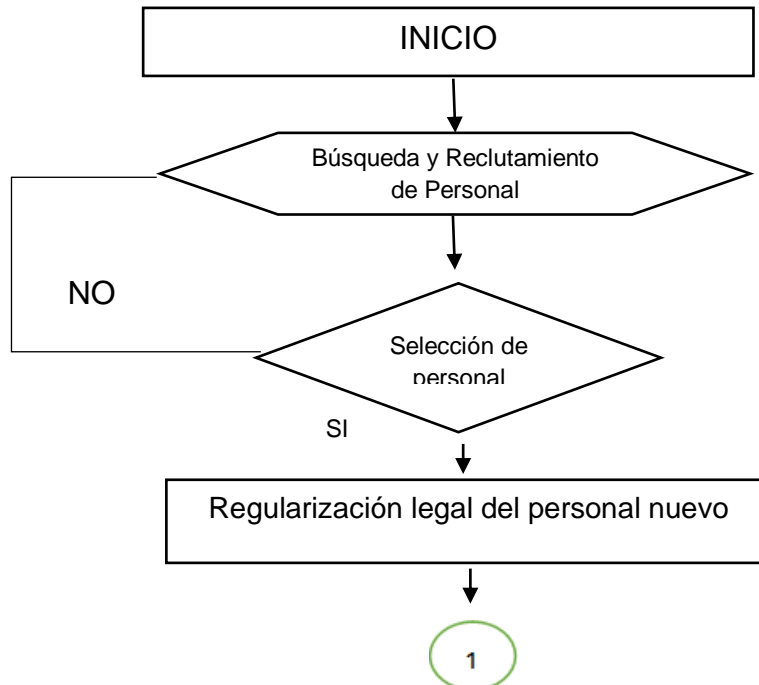 INICIO
Búsqueda y Reclutamiento
de Personal
NO
Selección de
personal
SI
Regularización legal del personal nuevo
1